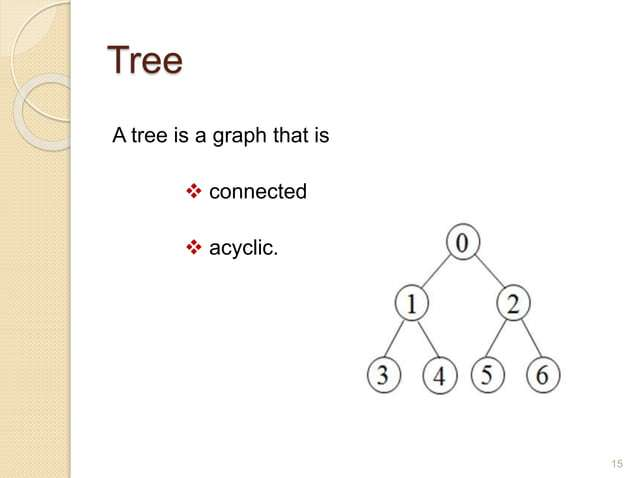 Tree
A tree is a graph that is
❖ connected
❖ acyclic.
0
1 2
3 4 5 6
15